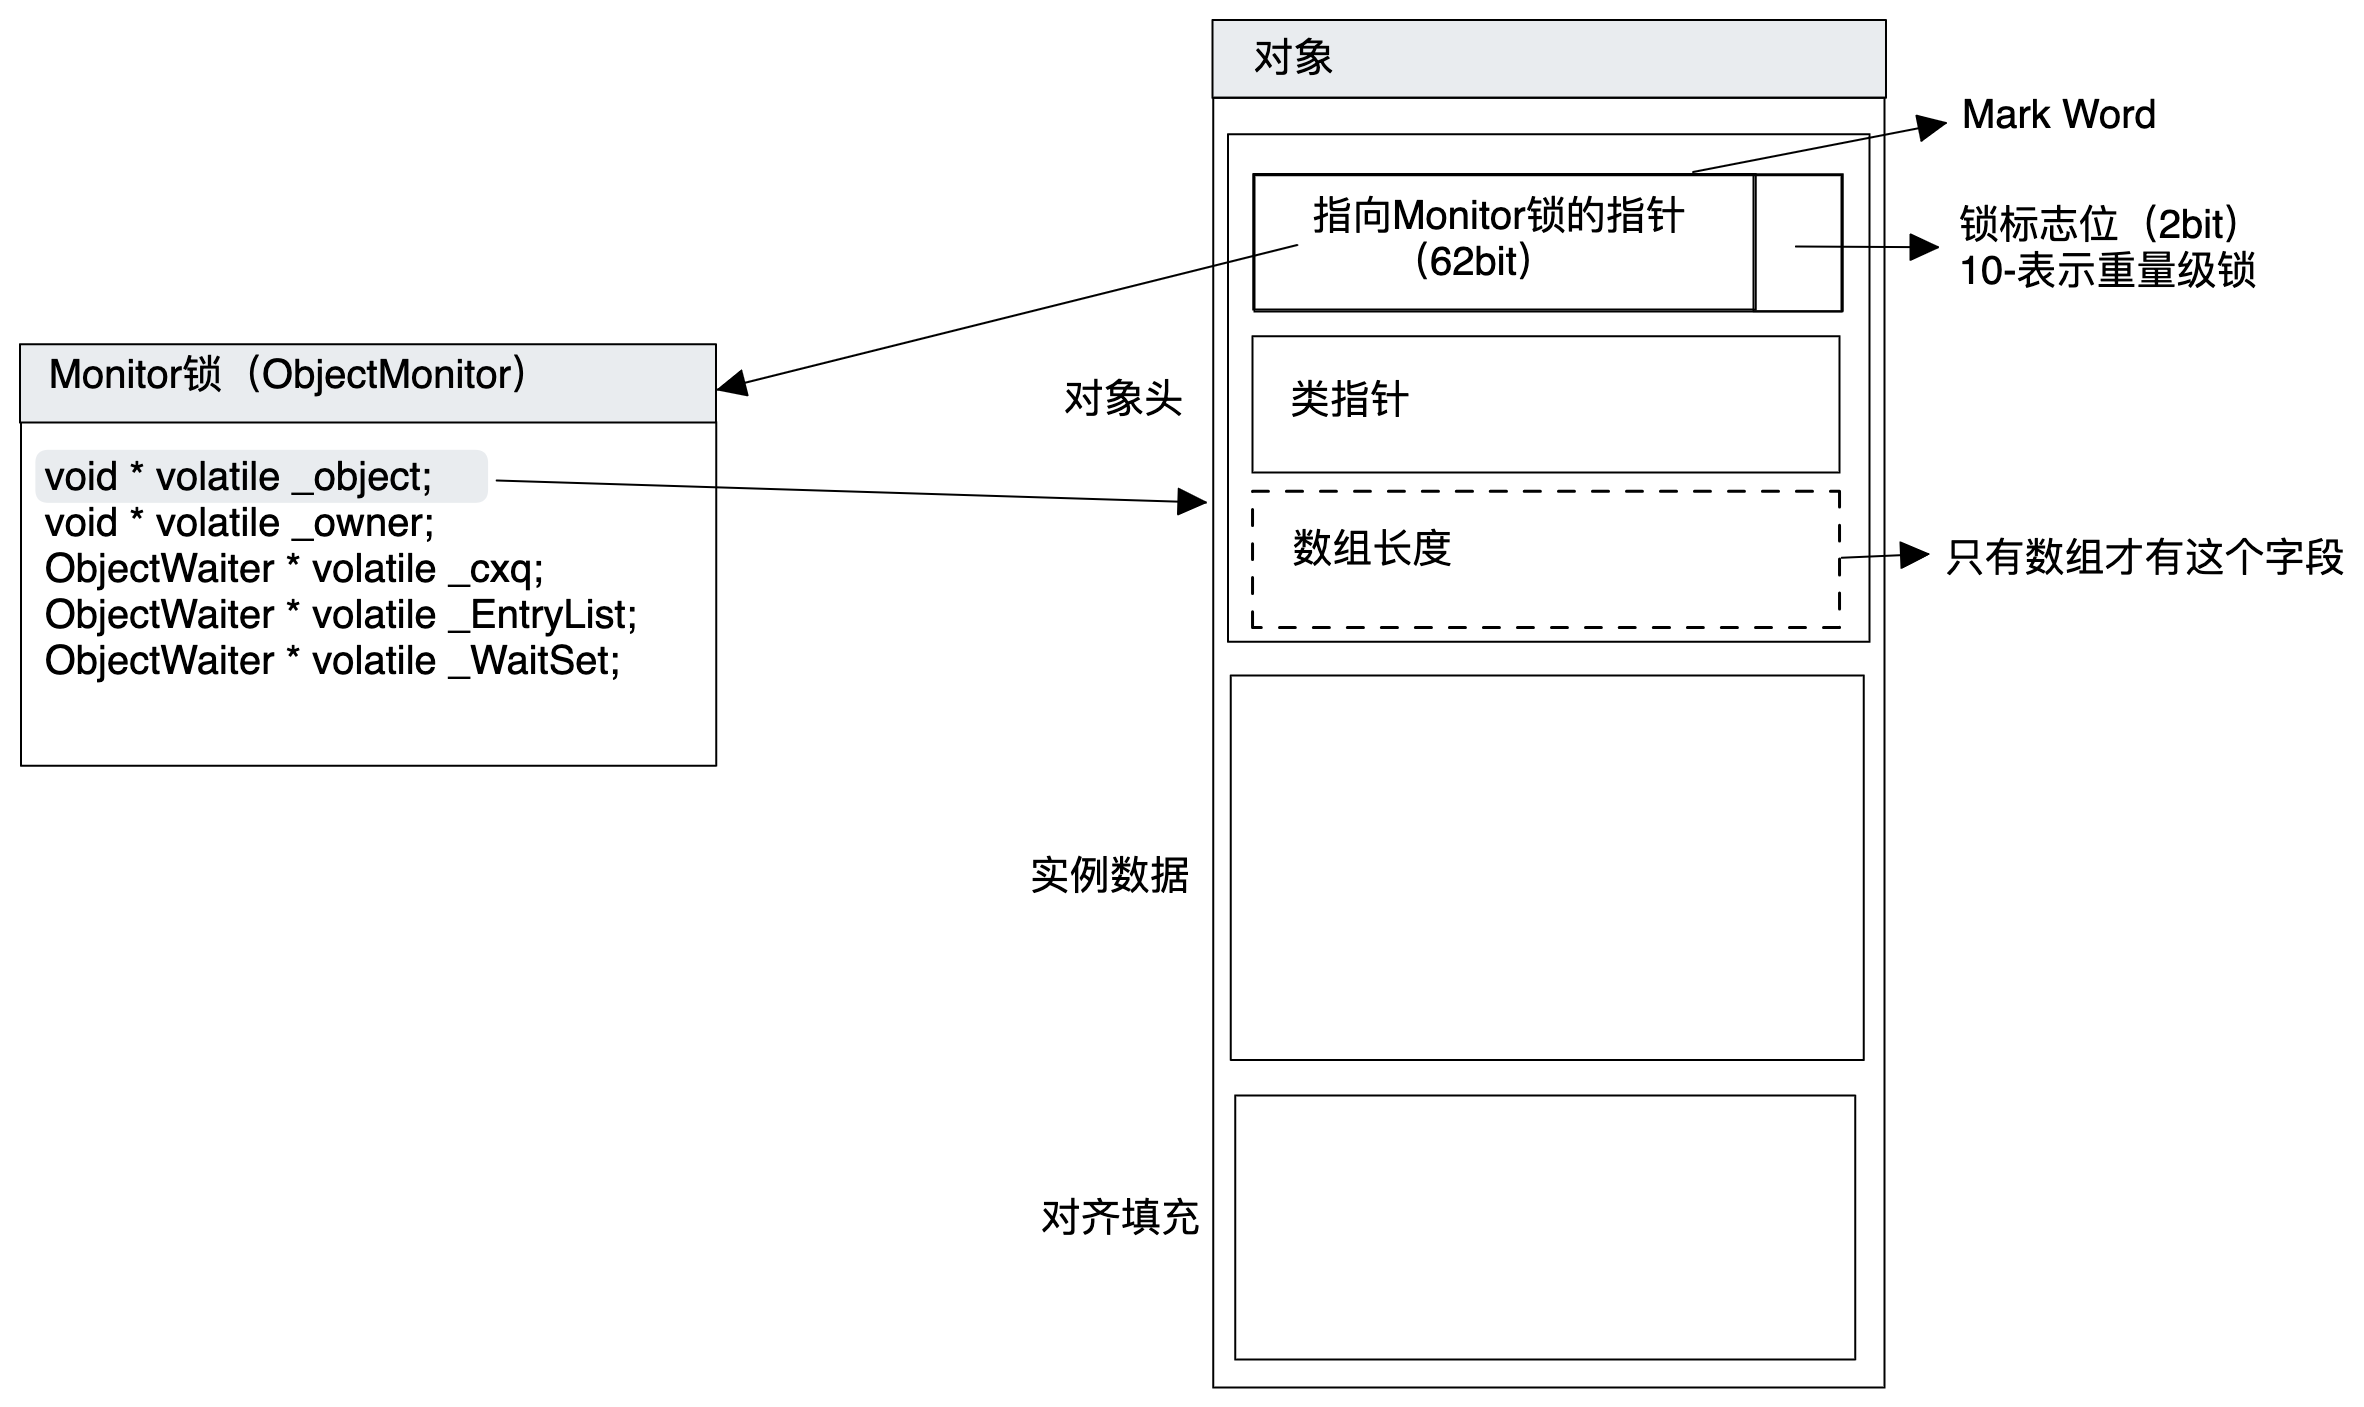 对象
Mark Word
指向Monitor锁的指针
（62bit）
锁标志位（2bit）
10-表示重量级锁
Monitor锁（ObjectMonitor）
void * volatile _object;
void * volatile _owner;
ObjectWaiter * volatile _cxq;
ObjectWaiter * volatile _EntryList;
ObjectWaiter * volatile _WaitSet;
对象头
类指针
数组长度
只有数组才有这个字段
实例数据
对齐填充